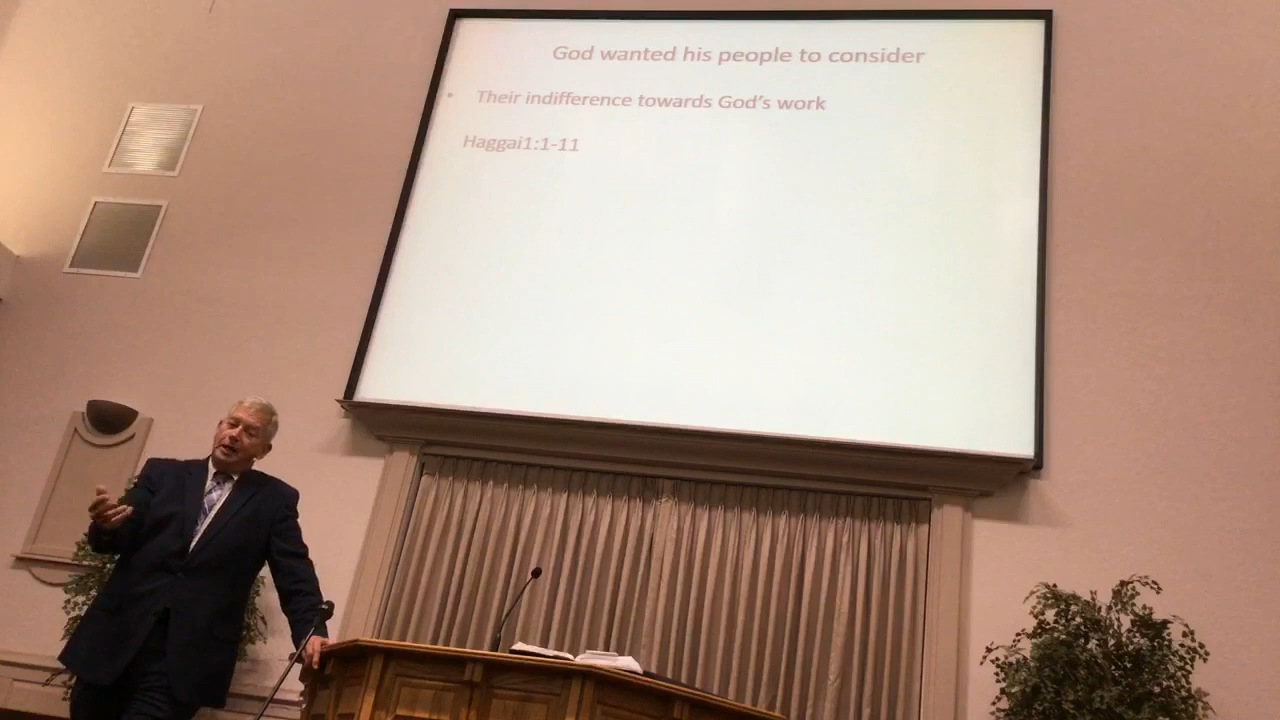 God wanted his people to consider
• Their indifference towards God's work
Haggai1:1-11